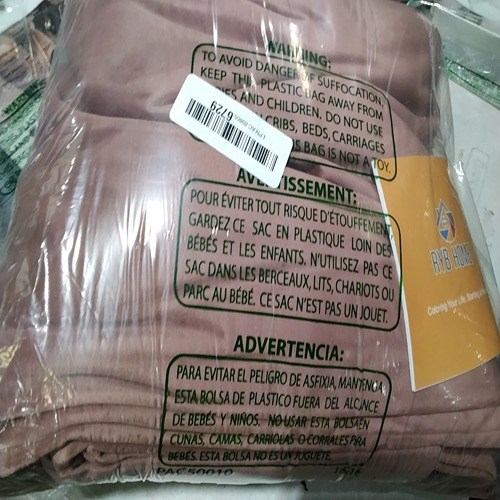 WARNING:
TO AVOID DANGER OF SUFFOCATION,
KEEP THIS PLASTIC BAG AWAY FROM
AND CHILDREN. DO NOT USE
CRIBS, BEDS, CARRIAGES
BAG IS NOT A TOY.
6729
AVERTISSEMENT:
POUR ÉVITER TOUT RISQUE D'ÉTOUFFEMENT
GARDEZ CE SAC EN PLASTIQUE LOIN DES
BÉBÉS ET LES ENFANTS. N'UTILISEZ PAS CE
SAC DANS LES BERCEAUX, LITS, CHARIOTS OU
PARC AU BÉBÉ. CE SAC N'EST PAS UN JOUET.
RYB HOME
Coloring Your Life,
ADVERTENCIA:
PARA EVITAR EL PELIGRO DE ASFIXIA, MANTENGA
ESTA BOLSA DE PLASTICO FUERA DEL ALCANCE
DE BEBÉS Y NIÑOS. NO USAR ESTA BOLSA EN
CUNAS, CAMAS, CARRIOLAS O CORRALES PARA
BEBÉS. ESTA BOLSA NO ES UN JUGUETE.
PAC50010